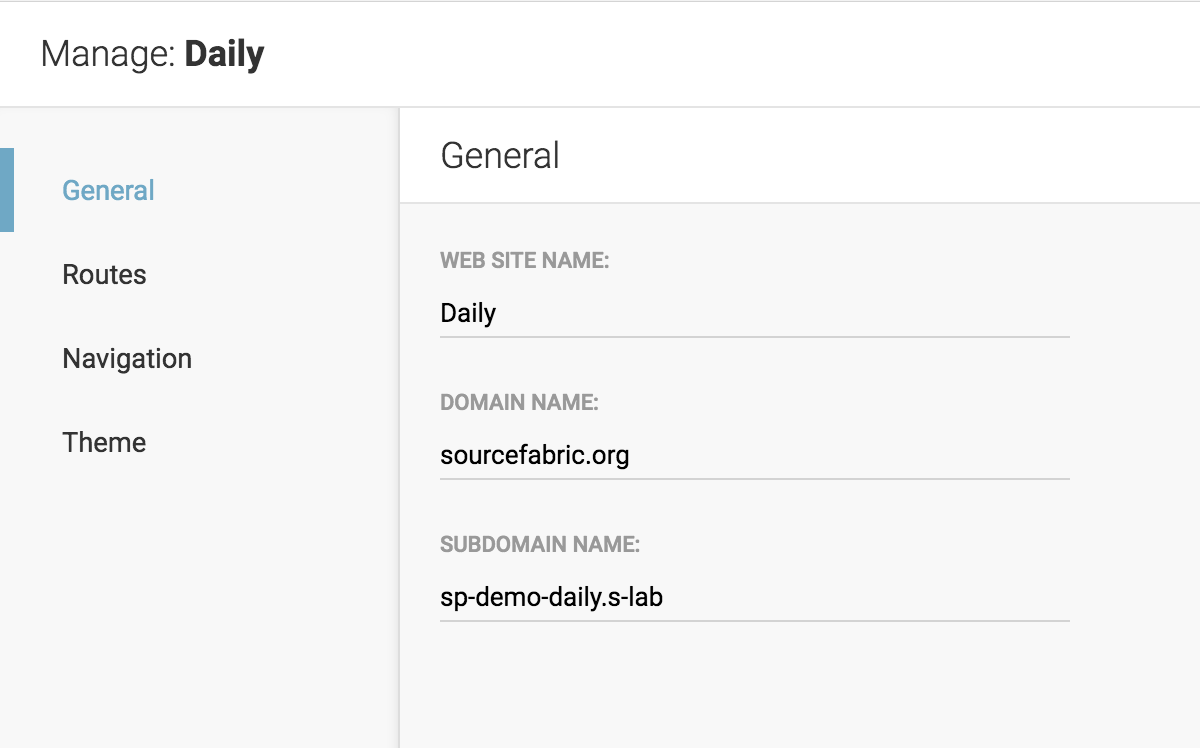 Manage: Daily
General
Routes
Navigation
Theme
General
WEB SITE NAME:
Daily
DOMAIN NAME:
sourcefabric.org
SUBDOMAIN NAME:
sp-demo-daily.s-lab